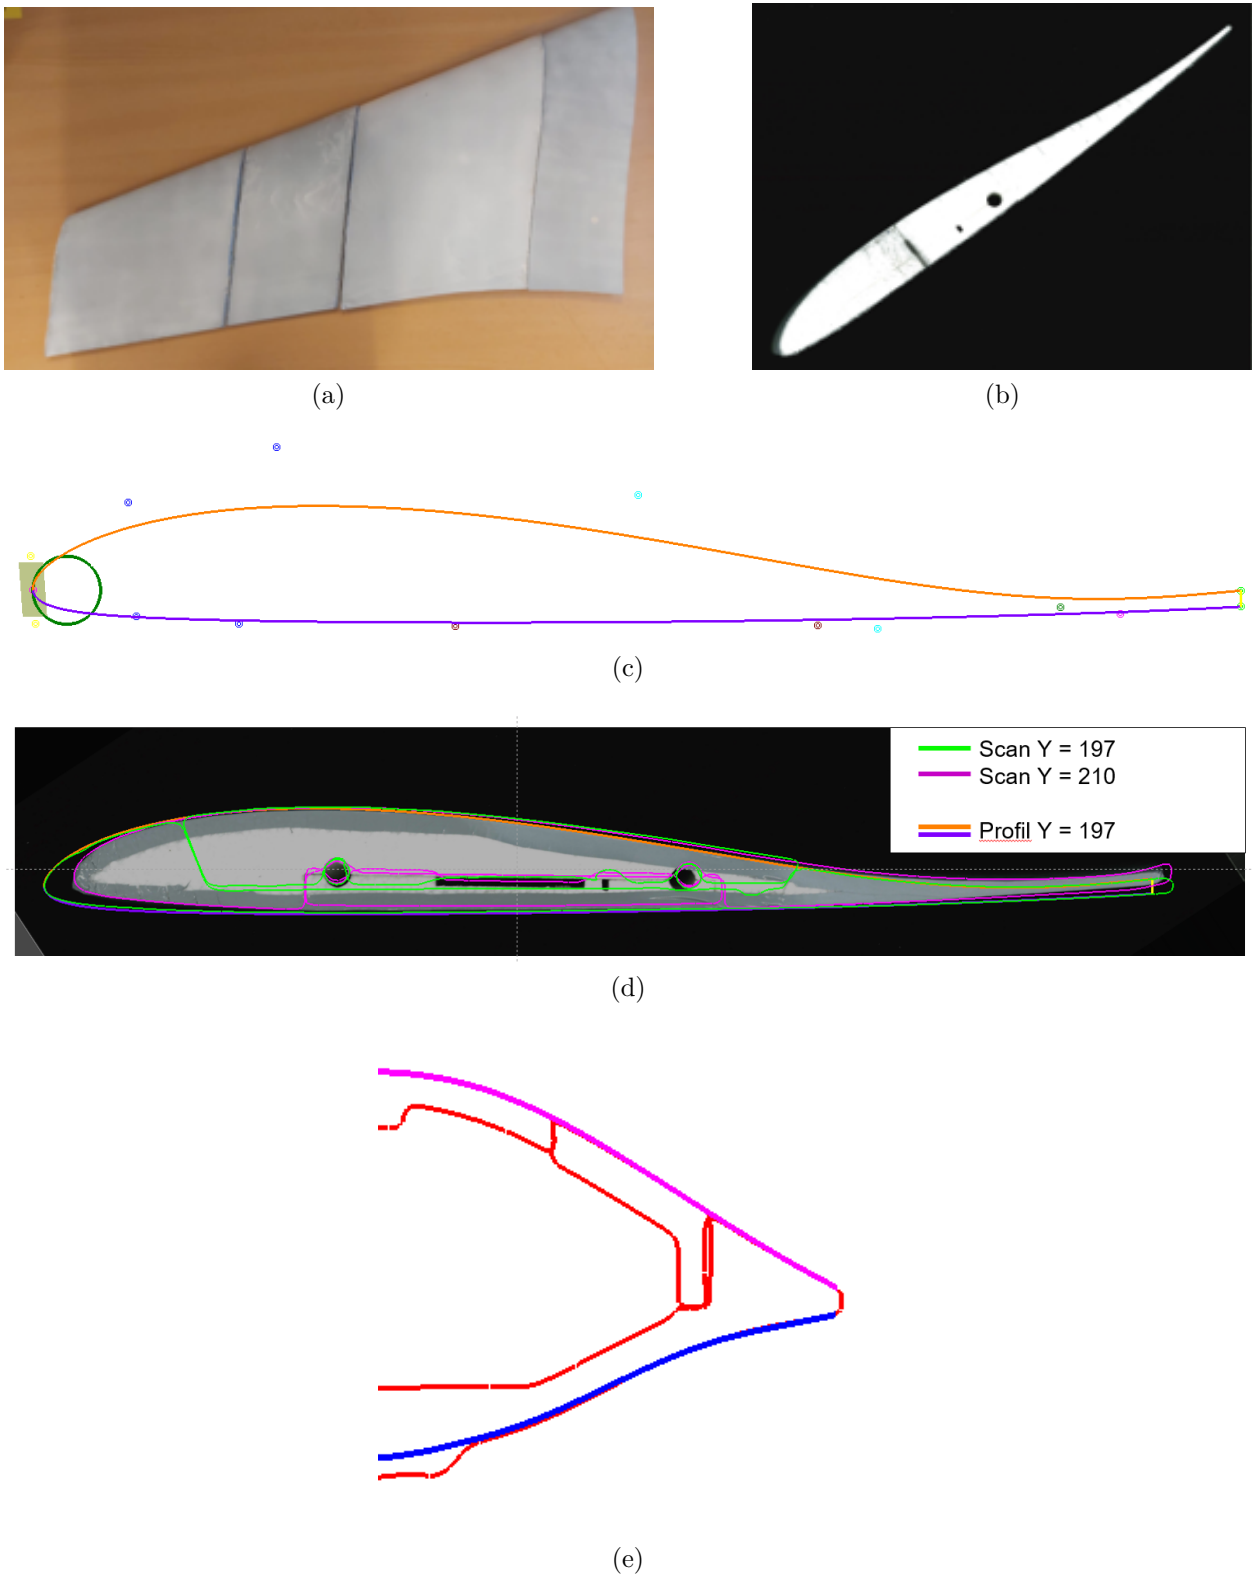 (a)
(b)
(c)
Scan Y = 197
Scan Y = 210
Profil Y = 197
(d)
(e)